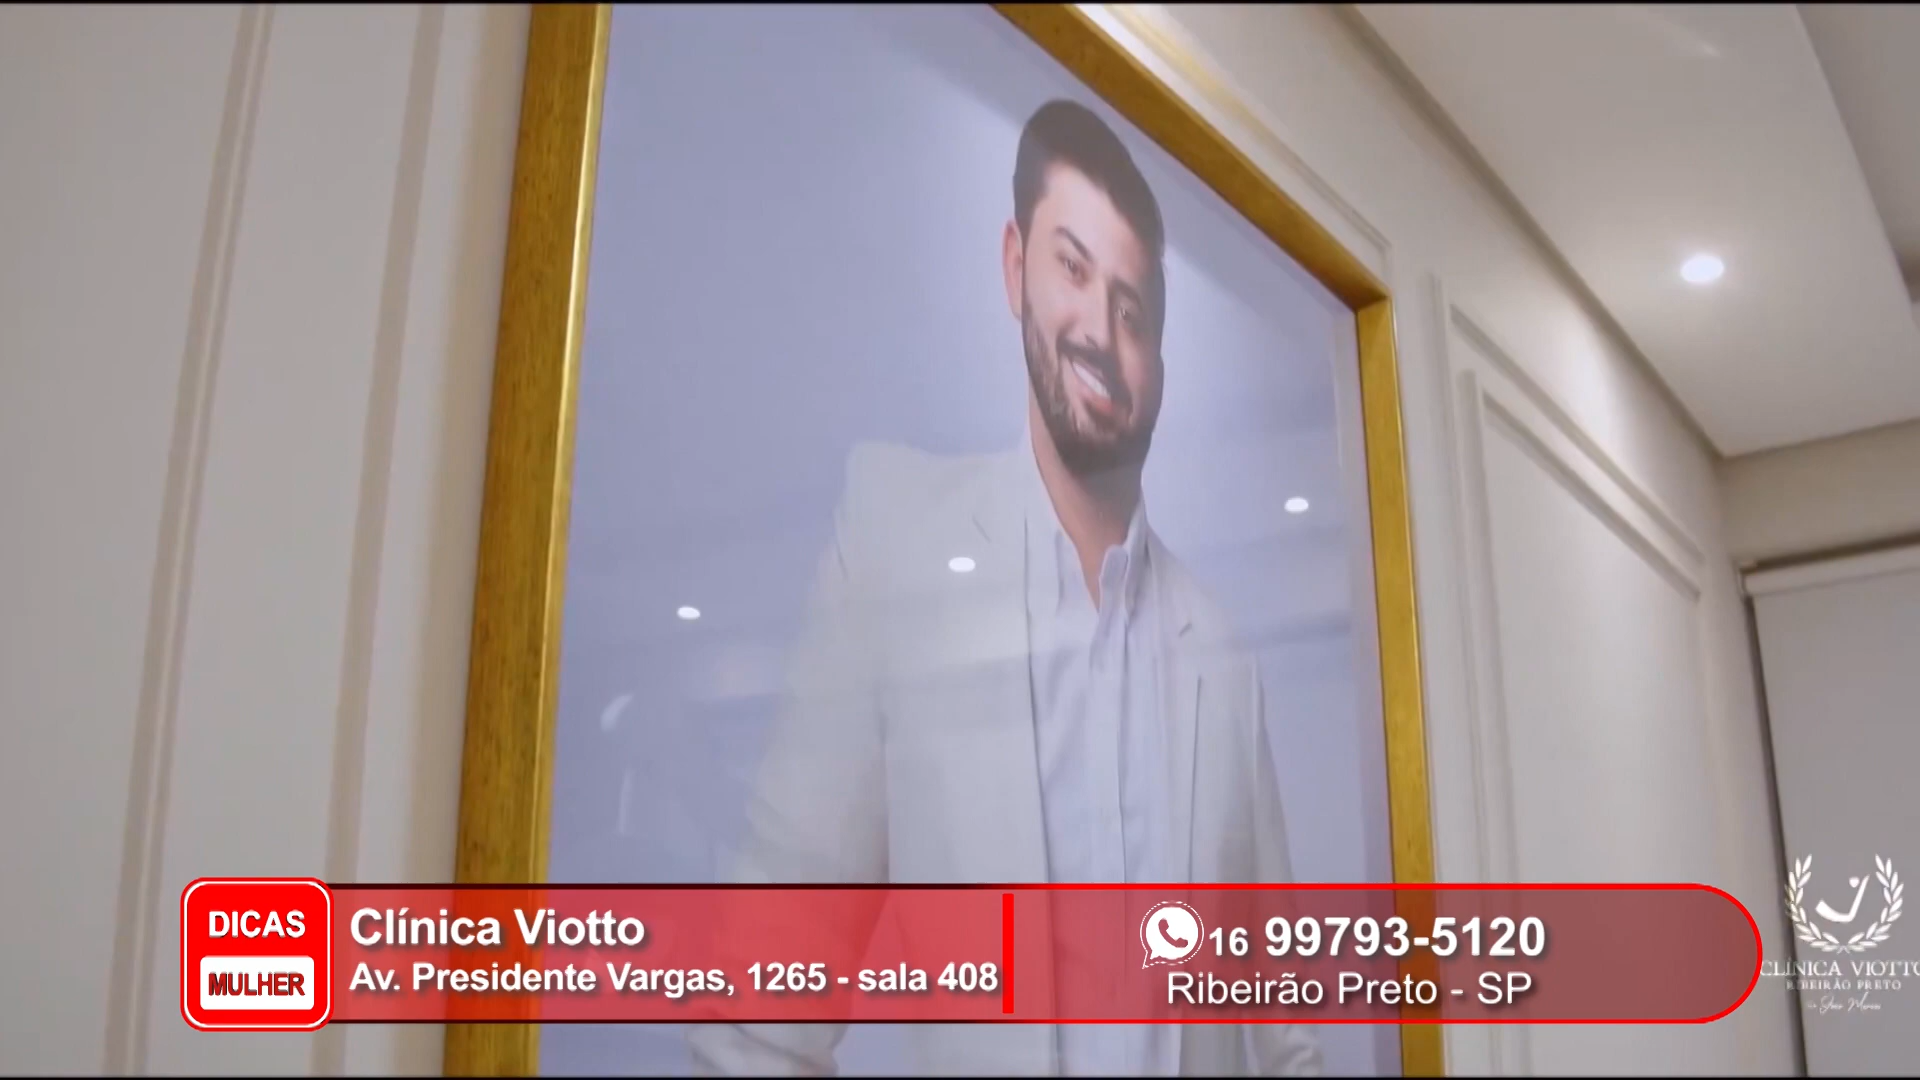 DICAS
MULHER
Clínica Viotto
Av. Presidente Vargas, 1265 - sala 408
16 99793-5120
Ribeirão Preto - SP
CLÍNICA VIOTTO
RIBEIRÃO PRETO